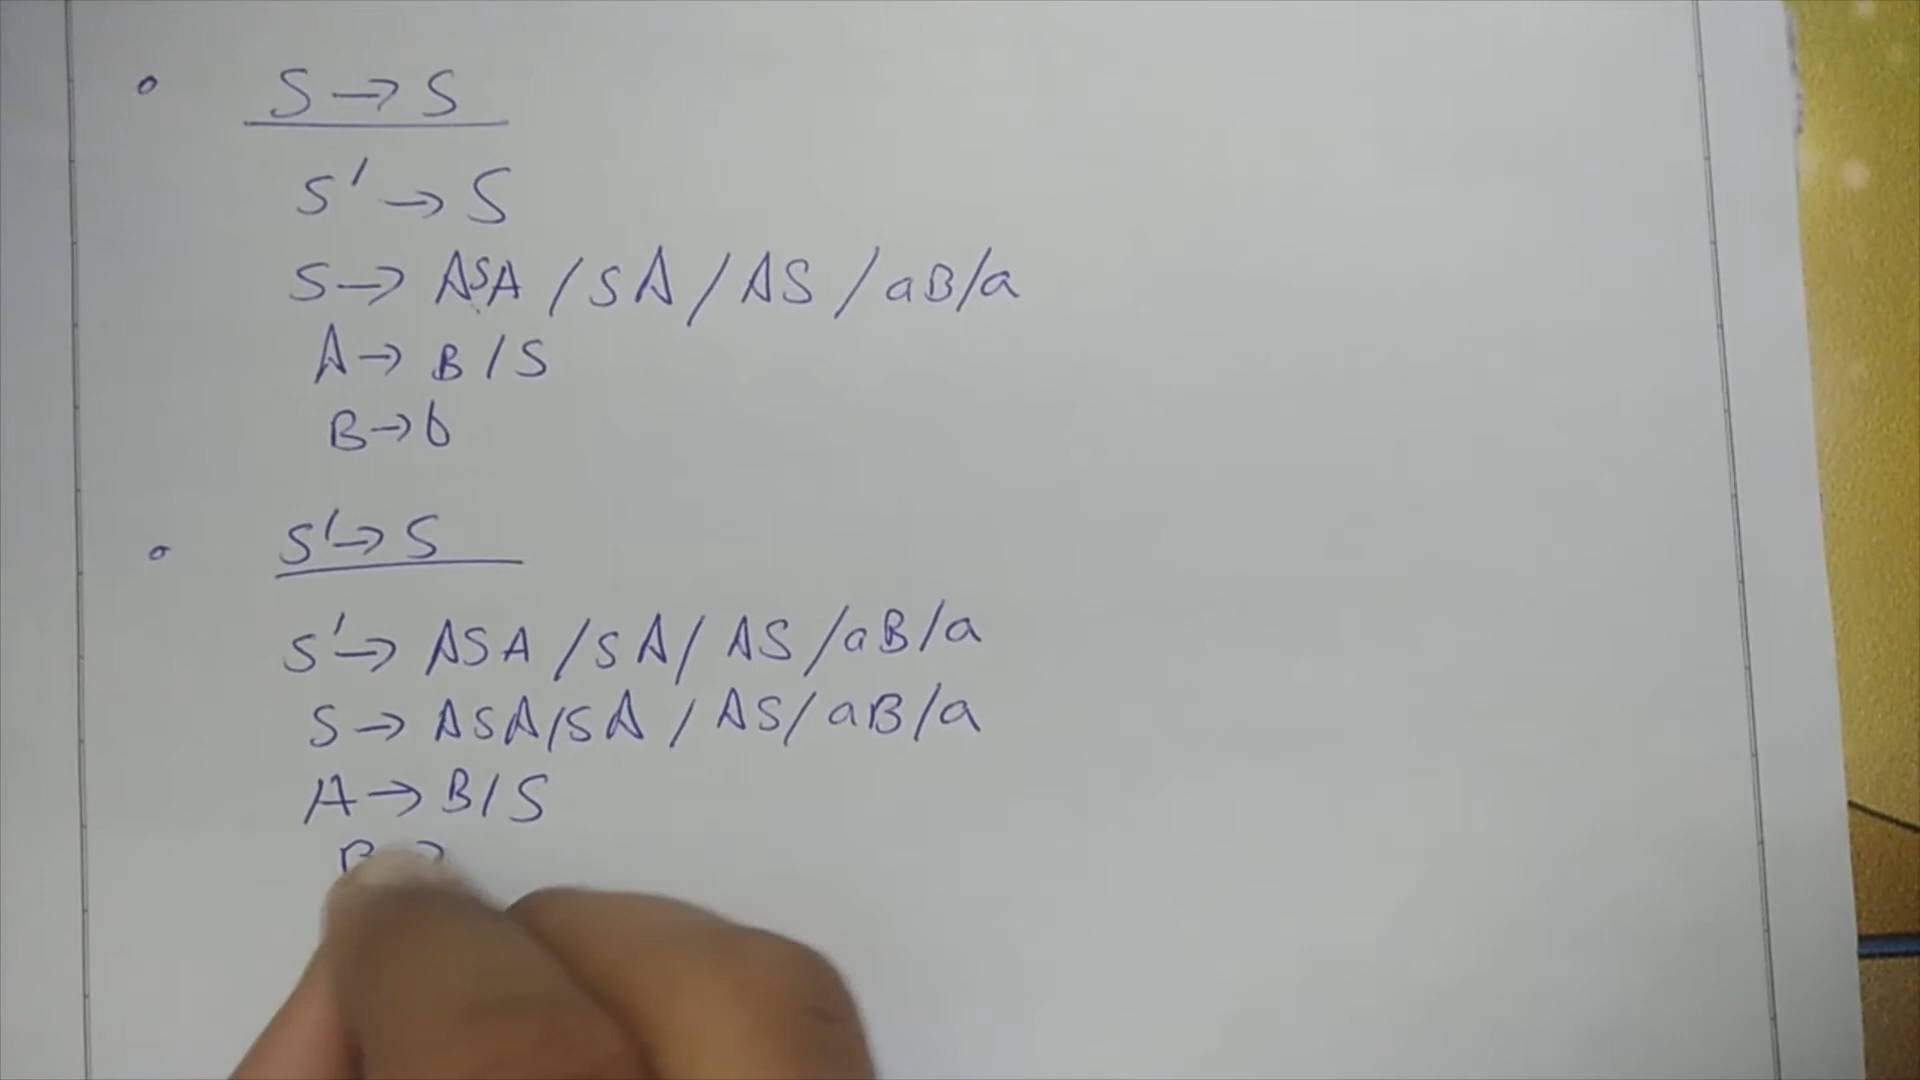 S → S
S' → S
S → ASA / SA / AS / aB / a
A → B / S
B → b
S' → S
S' → ASA / SA / AS / aB / a
S → ASA / SA / AS / aB / a
A → B / S
B →